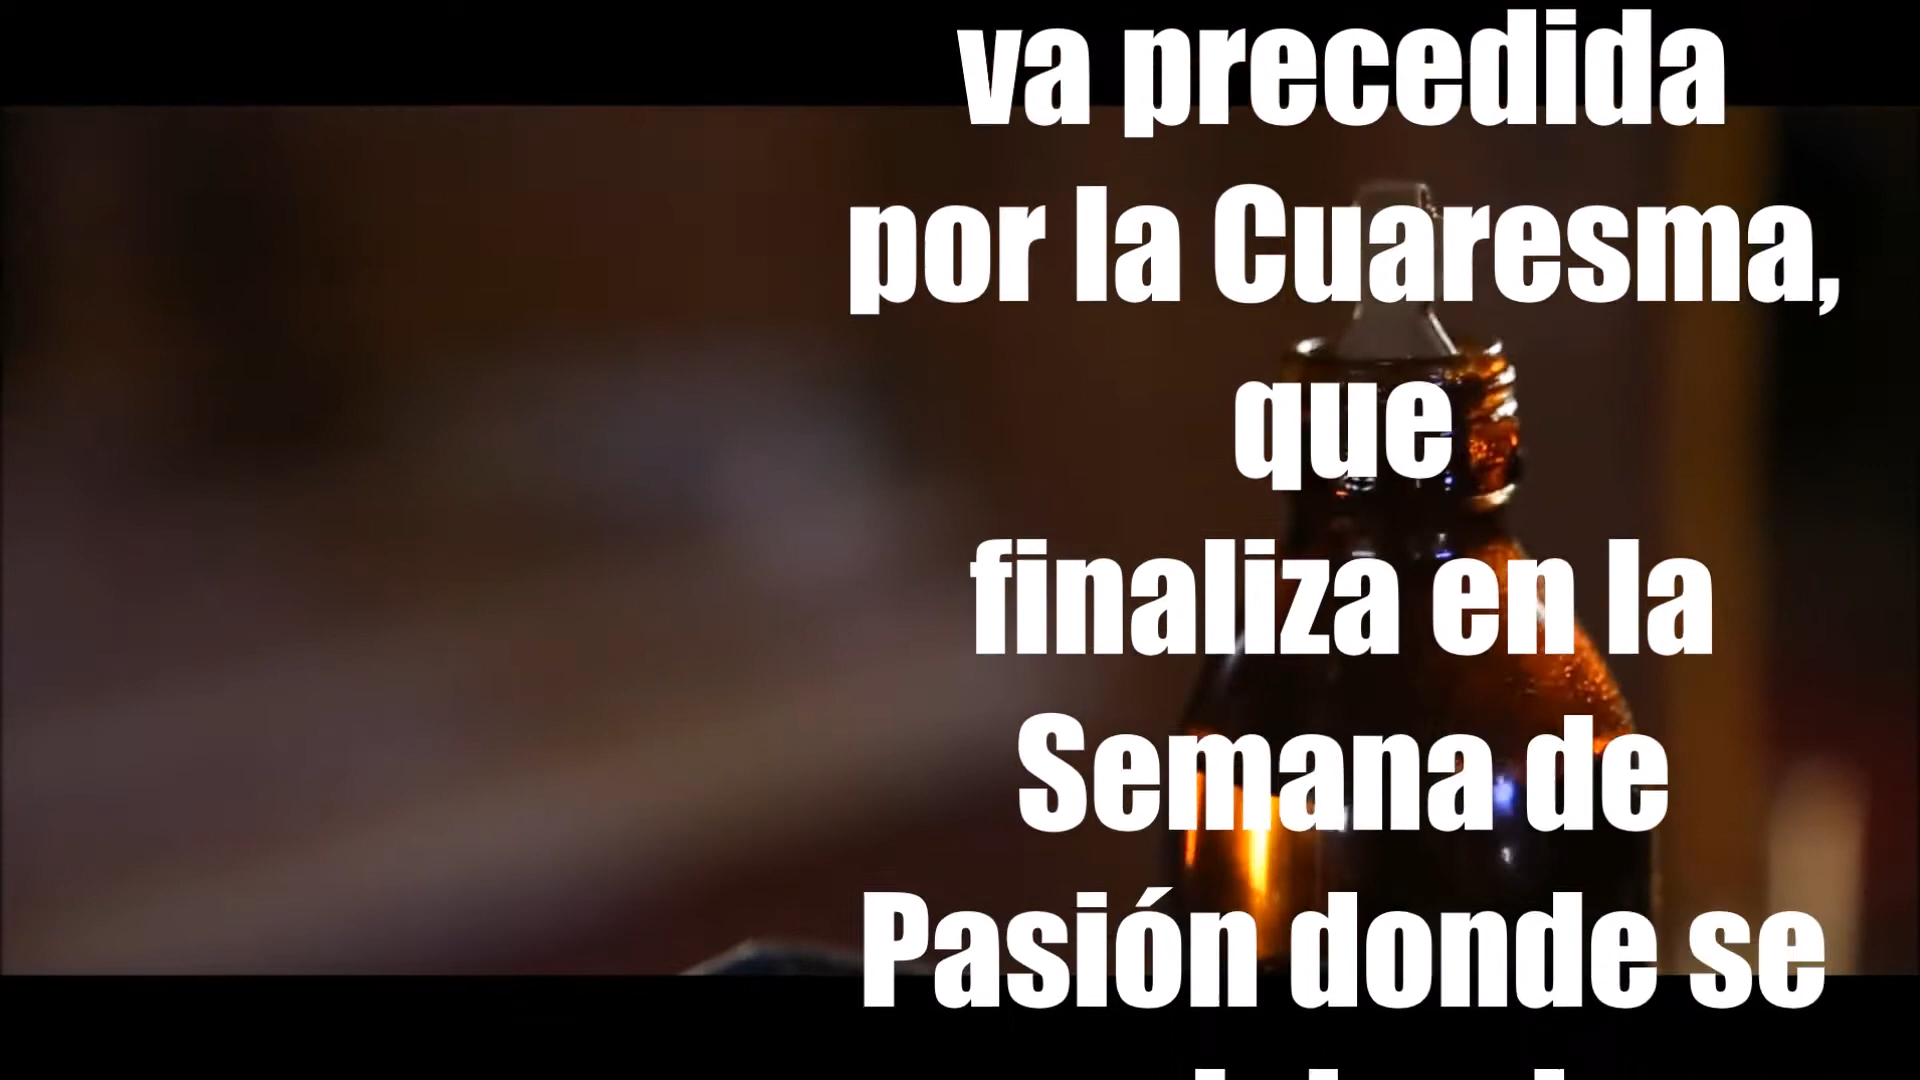 va precedida
por la Cuaresma,
que
finaliza en la
Semana de
Pasión donde se